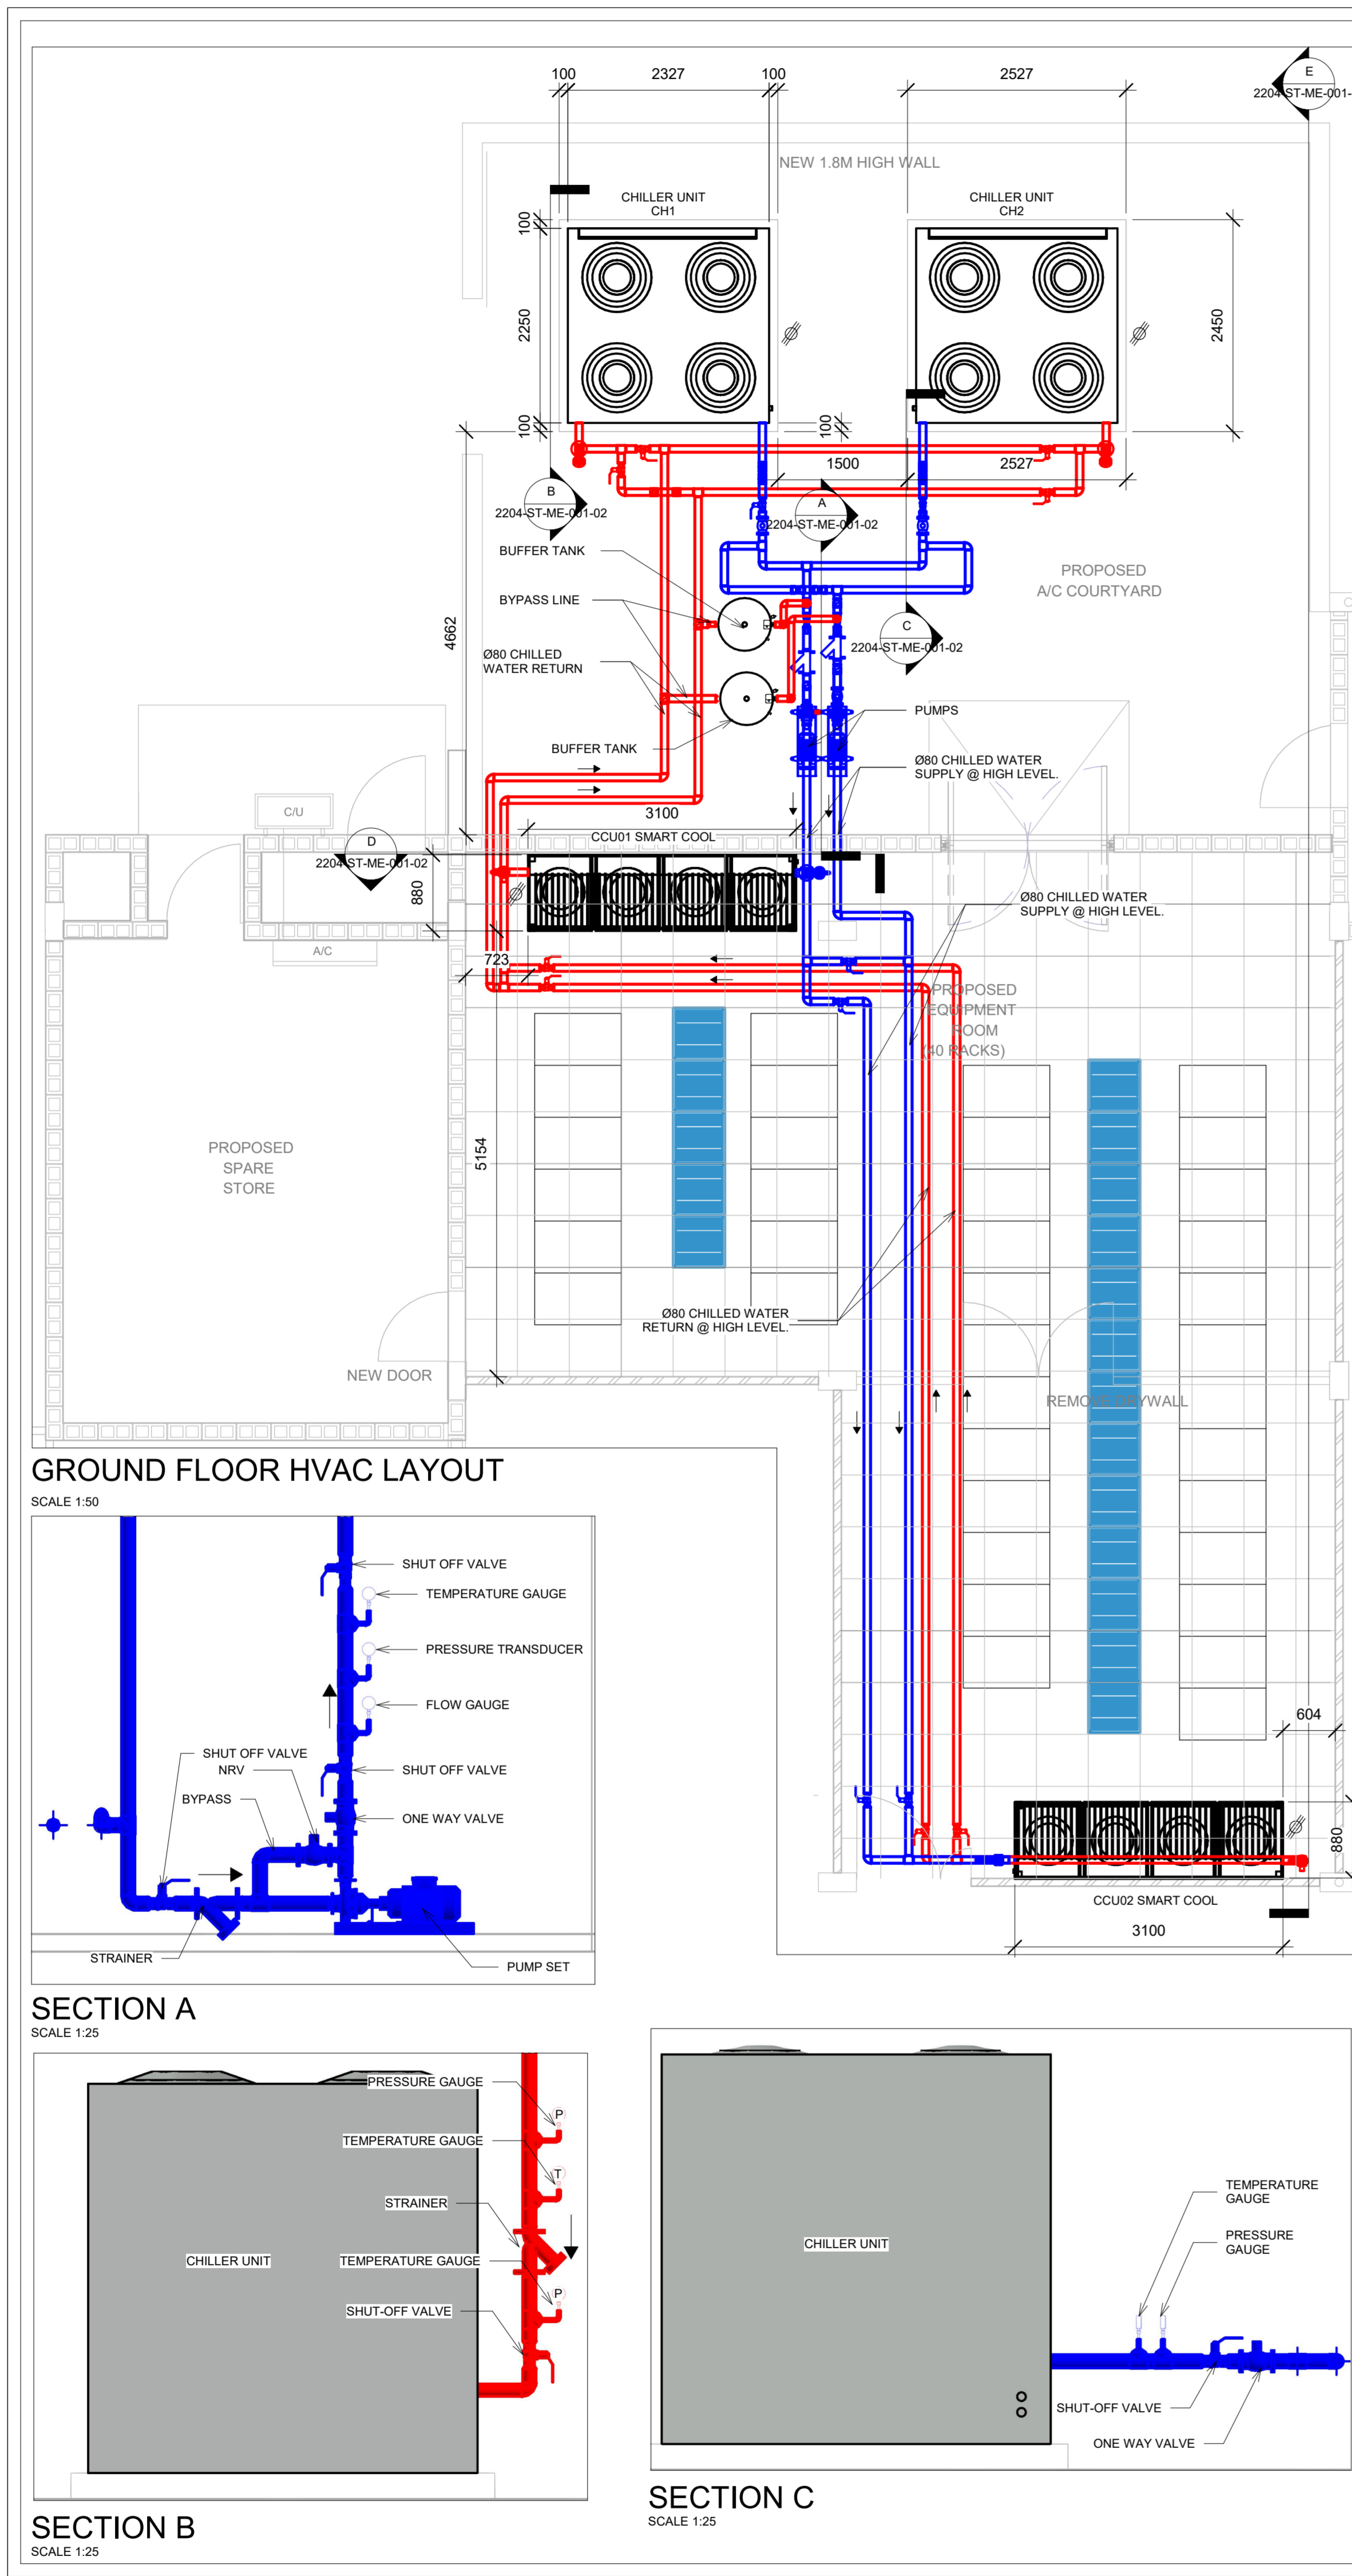 100
2327
100
2527
E
2204-ST-ME-001-
NEW 1.8M HIGH WALL
CHILLER UNIT
CH1
CHILLER UNIT
CH2
100
2250
100
100
2450
1500
2527
B
2204-ST-ME-001-02
A
2204-ST-ME-001-02
BUFFER TANK
BYPASS LINE
PROPOSED
A/C COURTYARD
C
2204-ST-ME-001-02
4662
Ø80 CHILLED
WATER RETURN
PUMPS
BUFFER TANK
Ø80 CHILLED WATER
SUPPLY @ HIGH LEVEL.
C/U
3100
CCU01 SMART COOL
D
2204-ST-ME-001-02
880
A/C
723
Ø80 CHILLED WATER
SUPPLY @ HIGH LEVEL.
PROPOSED
EQUIPMENT
ROOM
(40 RACKS)
PROPOSED
SPARE
STORE
5154
Ø80 CHILLED WATER
RETURN @ HIGH LEVEL.
NEW DOOR
REMOVE DRYWALL
604
880
CCU02 SMART COOL
3100
GROUND FLOOR HVAC LAYOUT
SCALE 1:50
SHUT OFF VALVE
TEMPERATURE GAUGE
PRESSURE TRANSDUCER
FLOW GAUGE
SHUT OFF VALVE
NRV
BYPASS
SHUT OFF VALVE
ONE WAY VALVE
STRAINER
PUMP SET
SECTION A
SCALE 1:25
PRESSURE GAUGE
P
TEMPERATURE GAUGE
T
STRAINER
CHILLER UNIT
TEMPERATURE GAUGE
P
SHUT-OFF VALVE
SECTION B
SCALE 1:25
CHILLER UNIT
TEMPERATURE
GAUGE
PRESSURE
GAUGE
SHUT-OFF VALVE
ONE WAY VALVE
SECTION C
SCALE 1:25